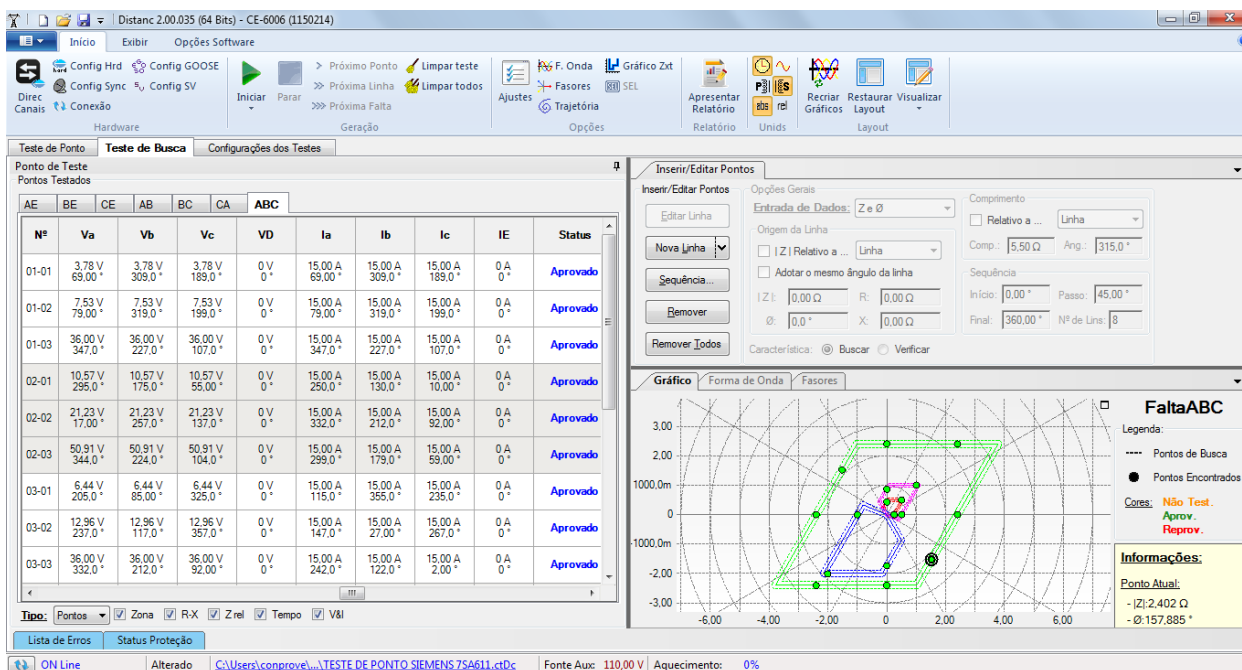 Distanc 2.00.035 (64 Bits) - CE-6006 (1150214)
Início Exibir Opções Software
Direc Canais
Config Hrd Config GOOSE
Config Sync Config SV
Conexão
Hardware
Iniciar Parar
Próximo Ponto Limpar teste
Próxima Linha Limpar todos
Próxima Falta
Geração
Ajustes
F. Onda Gráfico Zxt
Fasores SEL
Trajetória
Opções
Apresentar Relatório
Relatório
abs rel
Unids
Recriar Gráficos Restaurar Layout Visualizar
Layout
Teste de Ponto Teste de Busca Configurações dos Testes
Ponto de Teste
Pontos Testados
AE BE CE AB BC CA ABC
Nº Va Vb Vc VD Ia Ib Ic IE Status
01-01 3,78 V 69,00 ° 3,78 V 309,0 ° 3,78 V 189,0 ° 0 V 0 ° 15,00 A 69,00 ° 15,00 A 309,0 ° 15,00 A 189,0 ° 0 A 0 ° Aprovado
01-02 7,53 V 79,00 ° 7,53 V 319,0 ° 7,53 V 199,0 ° 0 V 0 ° 15,00 A 79,00 ° 15,00 A 319,0 ° 15,00 A 199,0 ° 0 A 0 ° Aprovado
01-03 36,00 V 347,0 ° 36,00 V 227,0 ° 36,00 V 107,0 ° 0 V 0 ° 15,00 A 347,0 ° 15,00 A 227,0 ° 15,00 A 107,0 ° 0 A 0 ° Aprovado
02-01 10,57 V 295,0 ° 10,57 V 175,0 ° 10,57 V 55,00 ° 0 V 0 ° 15,00 A 250,0 ° 15,00 A 130,0 ° 15,00 A 10,00 ° 0 A 0 ° Aprovado
02-02 21,23 V 17,00 ° 21,23 V 257,0 ° 21,23 V 137,0 ° 0 V 0 ° 15,00 A 332,0 ° 15,00 A 212,0 ° 15,00 A 92,00 ° 0 A 0 ° Aprovado
02-03 50,91 V 344,0 ° 50,91 V 224,0 ° 50,91 V 104,0 ° 0 V 0 ° 15,00 A 299,0 ° 15,00 A 179,0 ° 15,00 A 59,00 ° 0 A 0 ° Aprovado
03-01 6,44 V 205,0 ° 6,44 V 85,00 ° 6,44 V 325,0 ° 0 V 0 ° 15,00 A 115,0 ° 15,00 A 355,0 ° 15,00 A 235,0 ° 0 A 0 ° Aprovado
03-02 12,96 V 237,0 12,96 V 117,0 ° 12,96 V 357,0 ° 0 V 0 ° 15,00 A 147,0 ° 15,00 A 27,00 ° 15,00 A 267,0 ° 0 A 0 ° Aprovado
03-03 36,00 V 332,0 ° 36,00 V 212,0 ° 36,00 V 92,00 ° 0 V 0 ° 15,00 A 242,0 ° 15,00 A 122,0 ° 15,00 A 2,00 ° 0 A 0 ° Aprovado
Tipo: Pontos Zona R-X Z rel Tempo V&I
Lista de Erros Status Proteção
Inserir/Editar Pontos
Inserir/Editar Pontos
Editar Linha
Nova Linha
Sequência...
Remover
Remover Todos
Opções Gerais
Entrada de Dados: Z e Ø
Origem da Linha
| Z | Relativo a ... Linha
Adotar o mesmo ângulo da linha
| Z |: 0,00 Ω R: 0,00 Ω
Ø: 0,0 ° X: 0,00 Ω
Característica: Buscar Verificar
Comprimento
Relativo a ... Linha
Comp.: 5,50 Ω Ang.: 315,0 °
Sequência
Início: 0,00 ° Passo: 45,00 °
Final: 360,00 ° Nº de Lins: 8
Gráfico Forma de Onda Fasores
3,00
2,00
1000,0m
0
-1000,0m
-2,00
-3,00
-6,00 -4,00 -2,00 0 2,00 4,00 6,00
FaltaABC
Legenda:
Pontos de Busca
Pontos Encontrados
Cores: Não Test.
Aprov.
Reprov.
Informações:
Ponto Atual:
- |Z|:2,402 Ω
- Ø:157,885 °
ON Line Alterado C:\Users\conprove\...\TESTE DE PONTO SIEMENS 7SA611.ctDc Fonte Aux: 110,00 V Aquecimento: 0%